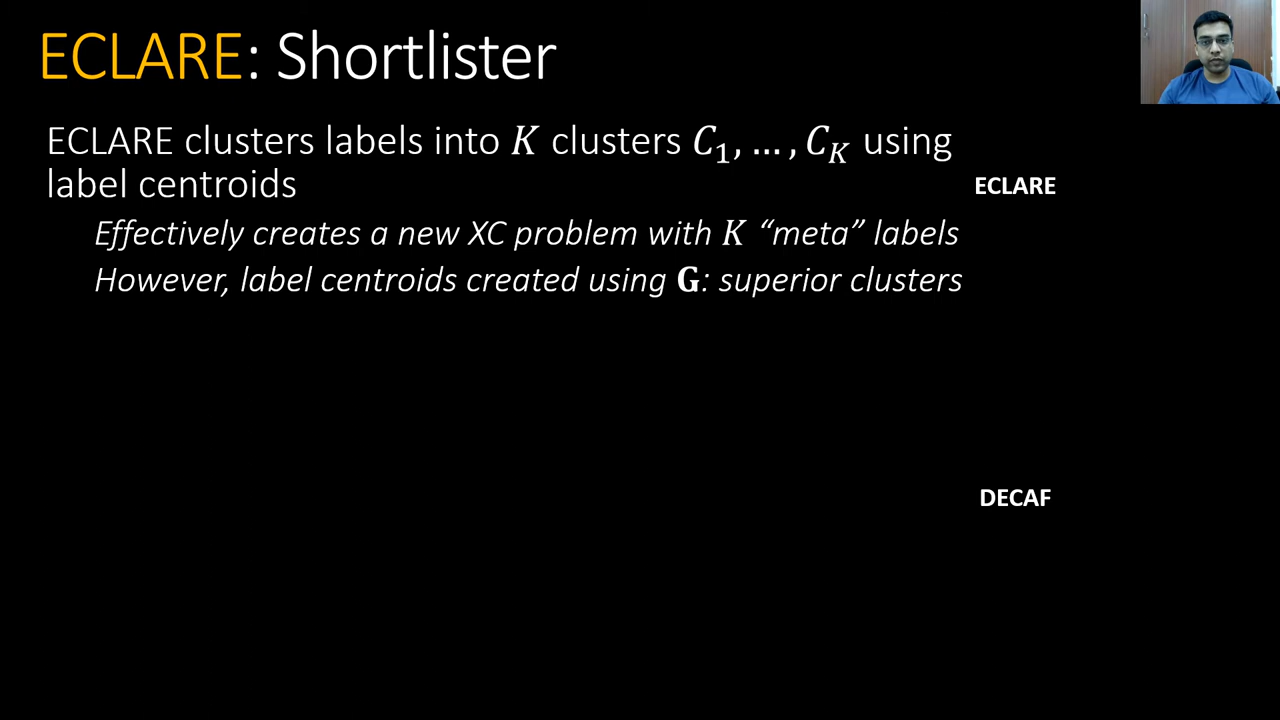 ECLARE: Shortlister
ECLARE clusters labels into K clusters C₁, … , C_K using
label centroids
ECLARE
Effectively creates a new XC problem with K “meta” labels
However, label centroids created using G: superior clusters
DECAF